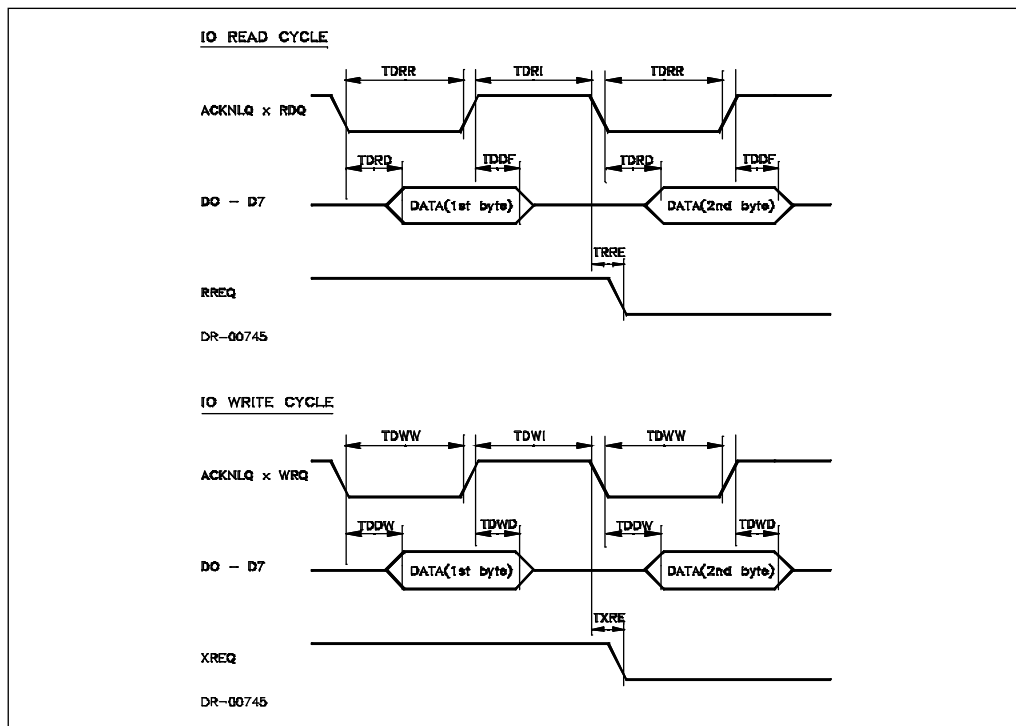 IO READ CYCLE
TDRR TDRI TDRR
ACKNLQ x RDQ
TDRD TDDF TDRD TDDF
DO - D7 DATA(1st byte) DATA(2nd byte)
TRRE
RREQ
DR-00745
IO WRITE CYCLE
TDWW TDWI TDWW
ACKNLQ x WRQ
TDDW TDWD TDDW TDWD
DO - D7 DATA(1st byte) DATA(2nd byte)
TXRE
XREQ
DR-00745